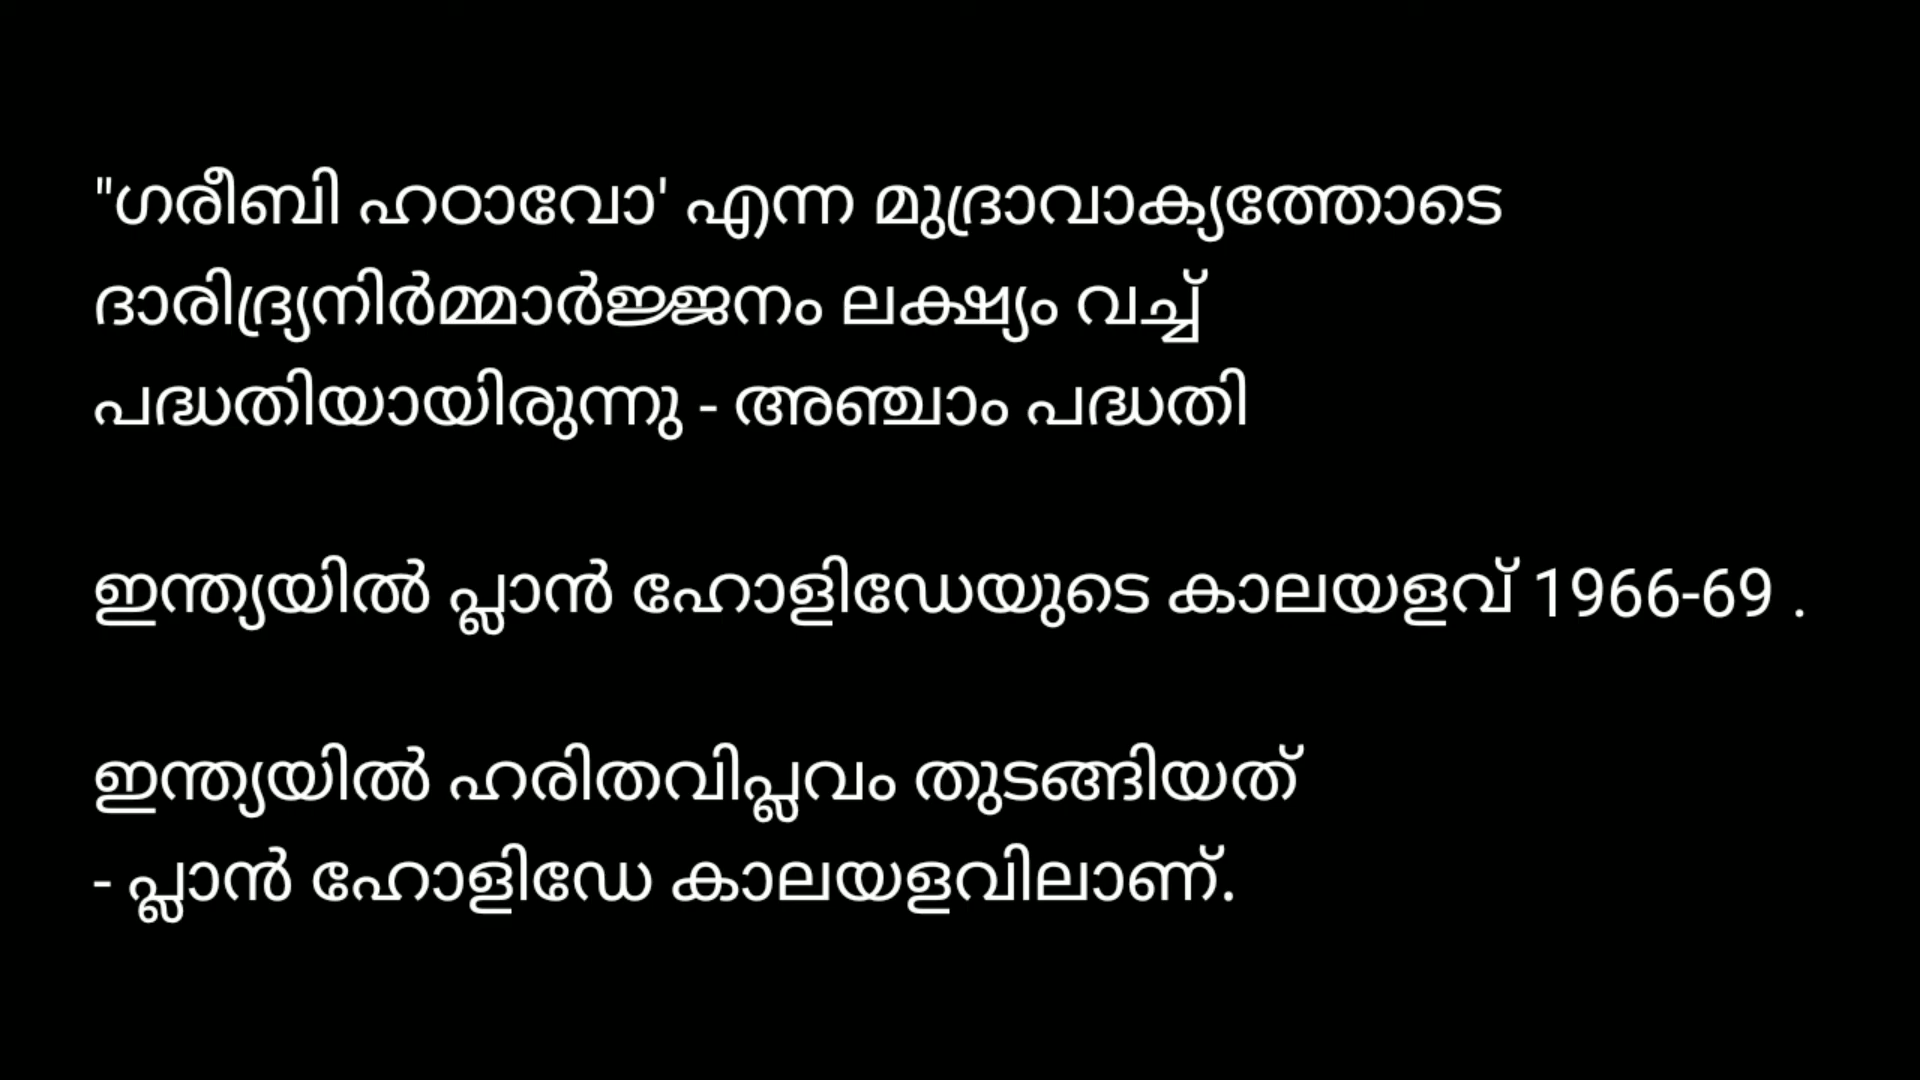 "ഗരീബി ഹഠാവോ' എന്ന മുദ്രാവാക്യത്തോടെ
ദാരിദ്ര്യനിർമ്മാർജ്ജനം ലക്ഷ്യം വച്ച്
പദ്ധതിയായിരുന്നു - അഞ്ചാം പദ്ധതി
ഇന്ത്യയിൽ പ്ലാൻ ഹോളിഡേയുടെ കാലയളവ് 1966-69 .
ഇന്ത്യയിൽ ഹരിതവിപ്ലവം തുടങ്ങിയത്
- പ്ലാൻ ഹോളിഡേ കാലയളവിലാണ്.